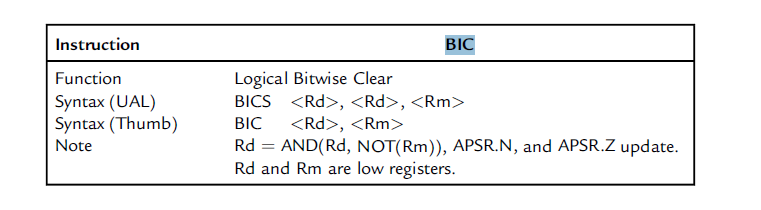 Instruction BIC
Function Logical Bitwise Clear
Syntax (UAL) BICS <Rd>, <Rd>, <Rm>
Syntax (Thumb) BIC <Rd>, <Rm>
Note Rd = AND(Rd, NOT(Rm)), APSR.N, and APSR.Z update.
Rd and Rm are low registers.